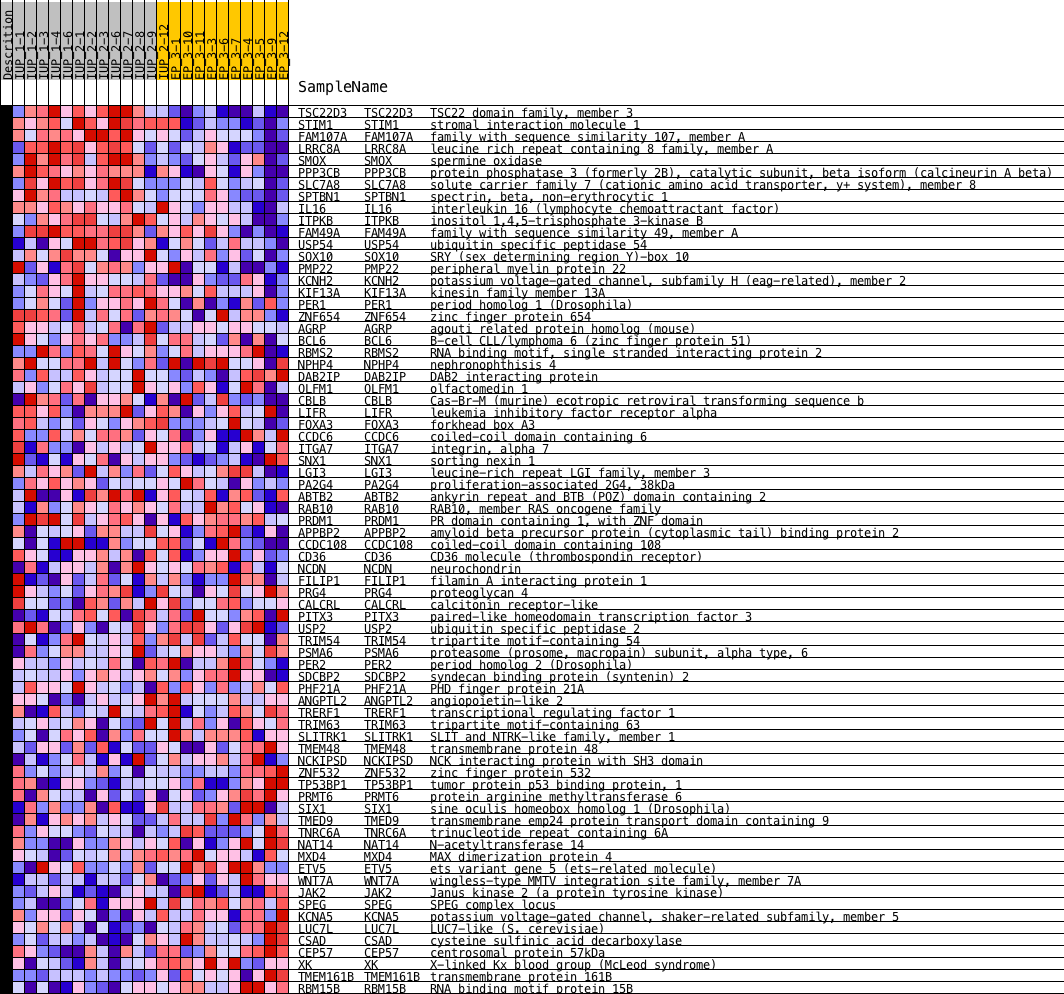 Descrition
IUP_1-1
IUP_1-2
IUP_1-3
IUP_1-4
IUP_1-6
IUP_2-1
IUP_2-2
IUP_2-3
IUP_2-6
IUP_2-7
IUP_2-8
IUP_2-9
IUP_2-12
EP_3-1
EP_3-10
EP_3-11
EP_3-3
EP_3-6
EP_3-7
EP_3-4
EP_3-5
EP_3-9
EP_3-12
SampleName
TSC22D3 TSC22D3 TSC22 domain family, member 3
STIM1 STIM1 stromal interaction molecule 1
FAM107A FAM107A family with sequence similarity 107, member A
LRRC8A LRRC8A leucine rich repeat containing 8 family, member A
SMOX SMOX spermine oxidase
PPP3CB PPP3CB protein phosphatase 3 (formerly 2B), catalytic subunit, beta isoform (calcineurin A beta)
SLC7A8 SLC7A8 solute carrier family 7 (cationic amino acid transporter, y+ system), member 8
SPTBN1 SPTBN1 spectrin, beta, non-erythrocytic 1
IL16 IL16 interleukin 16 (lymphocyte chemoattractant factor)
ITPKB ITPKB inositol 1,4,5-trisphosphate 3-kinase B
FAM49A FAM49A family with sequence similarity 49, member A
USP54 USP54 ubiquitin specific peptidase 54
SOX10 SOX10 SRY (sex determining region Y)-box 10
PMP22 PMP22 peripheral myelin protein 22
KCNH2 KCNH2 potassium voltage-gated channel, subfamily H (eag-related), member 2
KIF13A KIF13A kinesin family member 13A
PER1 PER1 period homolog 1 (Drosophila)
ZNF654 ZNF654 zinc finger protein 654
AGRP AGRP agouti related protein homolog (mouse)
BCL6 BCL6 B-cell CLL/lymphoma 6 (zinc finger protein 51)
RBMS2 RBMS2 RNA binding motif, single stranded interacting protein 2
NPHP4 NPHP4 nephronophthisis 4
DAB2IP DAB2IP DAB2 interacting protein
OLFM1 OLFM1 olfactomedin 1
CBLB CBLB Cas-Br-M (murine) ecotropic retroviral transforming sequence b
LIFR LIFR leukemia inhibitory factor receptor alpha
FOXA3 FOXA3 forkhead box A3
CCDC6 CCDC6 coiled-coil domain containing 6
ITGA7 ITGA7 integrin, alpha 7
SNX1 SNX1 sorting nexin 1
LGI3 LGI3 leucine-rich repeat LGI family, member 3
PA2G4 PA2G4 proliferation-associated 2G4, 38kDa
ABTB2 ABTB2 ankyrin repeat and BTB (POZ) domain containing 2
RAB10 RAB10 RAB10, member RAS oncogene family
PRDM1 PRDM1 PR domain containing 1, with ZNF domain
APPBP2 APPBP2 amyloid beta precursor protein (cytoplasmic tail) binding protein 2
CCDC108 CCDC108 coiled-coil domain containing 108
CD36 CD36 CD36 molecule (thrombospondin receptor)
NCDN NCDN neurochondrin
FILIP1 FILIP1 filamin A interacting protein 1
PRG4 PRG4 proteoglycan 4
CALCRL CALCRL calcitonin receptor-like
PITX3 PITX3 paired-like homeodomain transcription factor 3
USP2 USP2 ubiquitin specific peptidase 2
TRIM54 TRIM54 tripartite motif-containing 54
PSMA6 PSMA6 proteasome (prosome, macropain) subunit, alpha type, 6
PER2 PER2 period homolog 2 (Drosophila)
SDCBP2 SDCBP2 syndecan binding protein (syntenin) 2
PHF21A PHF21A PHD finger protein 21A
ANGPTL2 ANGPTL2 angiopoietin-like 2
TRERF1 TRERF1 transcriptional regulating factor 1
TRIM63 TRIM63 tripartite motif-containing 63
SLITRK1 SLITRK1 SLIT and NTRK-like family, member 1
TMEM48 TMEM48 transmembrane protein 48
NCKIPSD NCKIPSD NCK interacting protein with SH3 domain
ZNF532 ZNF532 zinc finger protein 532
TP53BP1 TP53BP1 tumor protein p53 binding protein, 1
PRMT6 PRMT6 protein arginine methyltransferase 6
SIX1 SIX1 sine oculis homeobox homolog 1 (Drosophila)
TMED9 TMED9 transmembrane emp24 protein transport domain containing 9
TNRC6A TNRC6A trinucleotide repeat containing 6A
NAT14 NAT14 N-acetyltransferase 14
MXD4 MXD4 MAX dimerization protein 4
ETV5 ETV5 ets variant gene 5 (ets-related molecule)
WNT7A WNT7A wingless-type MMTV integration site family, member 7A
JAK2 JAK2 Janus kinase 2 (a protein tyrosine kinase)
SPEG SPEG SPEG complex locus
KCNA5 KCNA5 potassium voltage-gated channel, shaker-related subfamily, member 5
LUC7L LUC7L LUC7-like (S. cerevisiae)
CSAD CSAD cysteine sulfinic acid decarboxylase
CEP57 CEP57 centrosomal protein 57kDa
XK XK X-linked Kx blood group (McLeod syndrome)
TMEM161B TMEM161B transmembrane protein 161B
RBM15B RBM15B RNA binding motif protein 15B